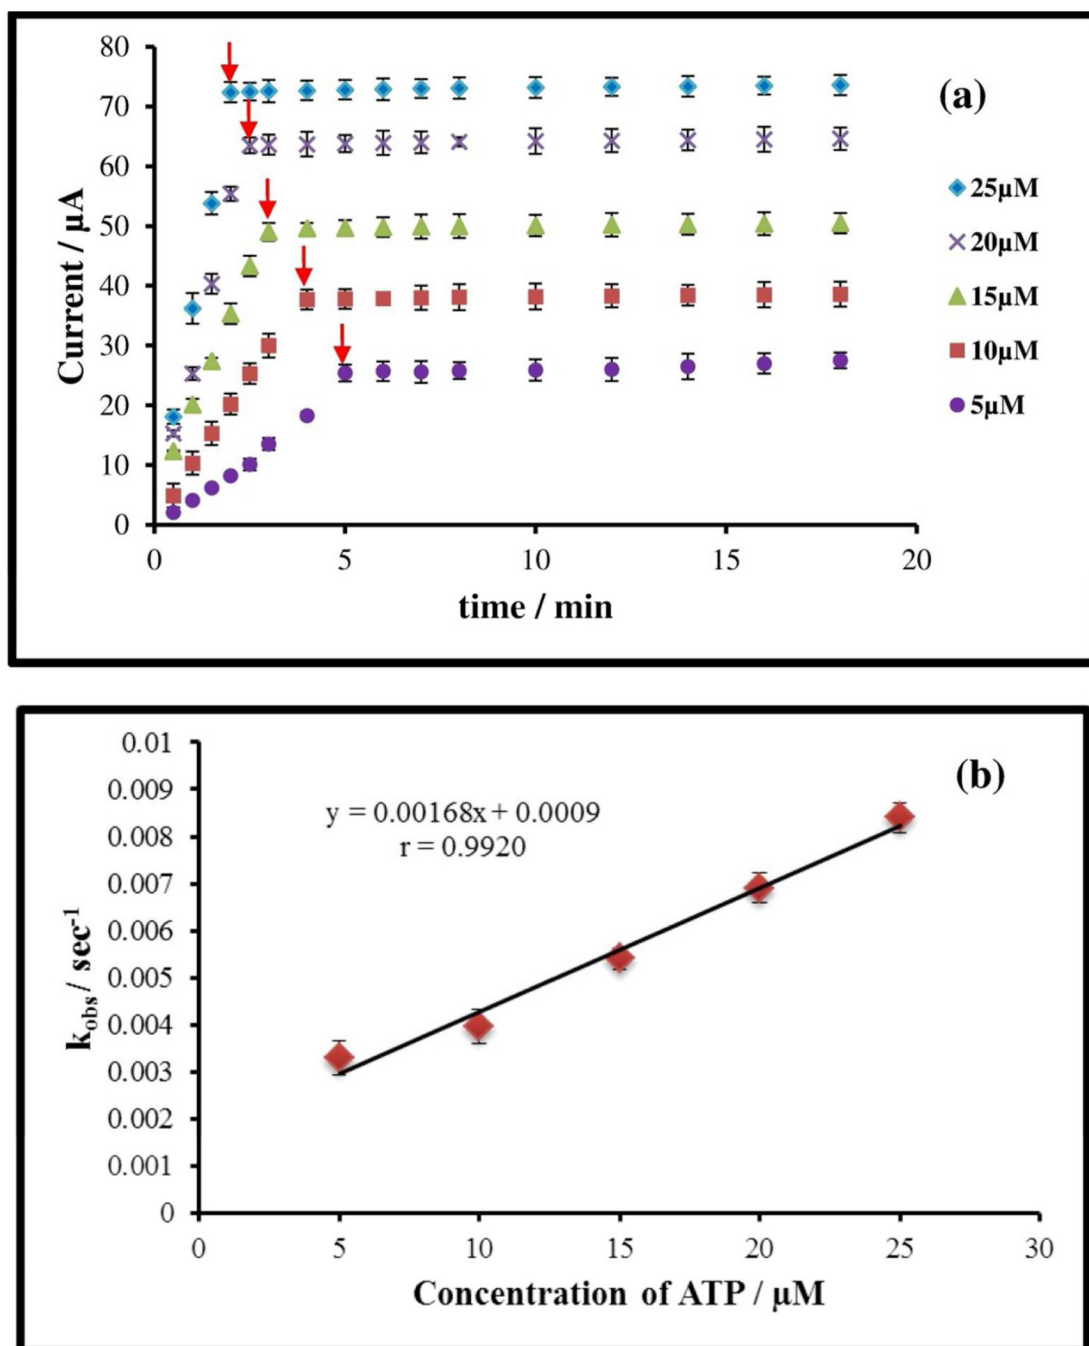 80
70
60
50
40
30
20
10
0
Current / μA
0 5 10 15 20
time / min
(a)
25μM
20μM
15μM
10μM
5μM
0.01
0.009
0.008
0.007
0.006
0.005
0.004
0.003
0.002
0.001
0
kobs / sec-1
y = 0.00168x + 0.0009
r = 0.9920
(b)
0 5 10 15 20 25 30
Concentration of ATP / μM